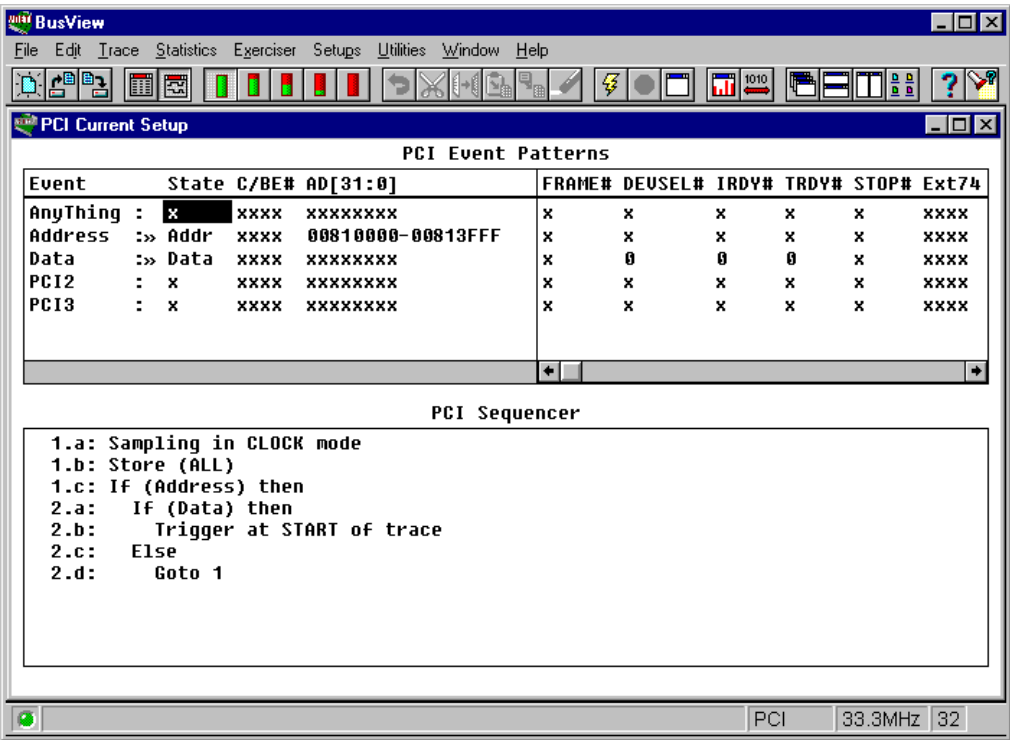 BusView
File Edit Trace Statistics Exerciser Setups Utilities Window Help
1010
PCI Current Setup
PCI Event Patterns
Event State C/BE# AD[31:0] FRAME# DEVSEL# IRDY# TRDY# STOP# Ext74
AnyThing : x xxxx xxxxxxxx x x x x x xxxx
Address :» Addr xxxx 00810000-00813FFF x x x x x xxxx
Data :» Data xxxx xxxxxxxx x 0 0 0 x xxxx
PCI2 : x xxxx xxxxxxxx x x x x x xxxx
PCI3 : x xxxx xxxxxxxx x x x x x xxxx
PCI Sequencer
1.a: Sampling in CLOCK mode
1.b: Store (ALL)
1.c: If (Address) then
2.a: If (Data) then
2.b: Trigger at START of trace
2.c: Else
2.d: Goto 1
PCI 33.3MHz 32